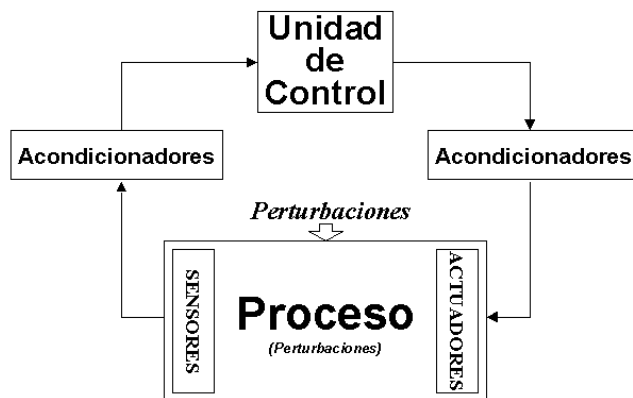 Unidad
de
Control
Acondicionadores
Acondicionadores
Perturbaciones
SENSORES
Proceso
(Perturbaciones)
ACTUADORES